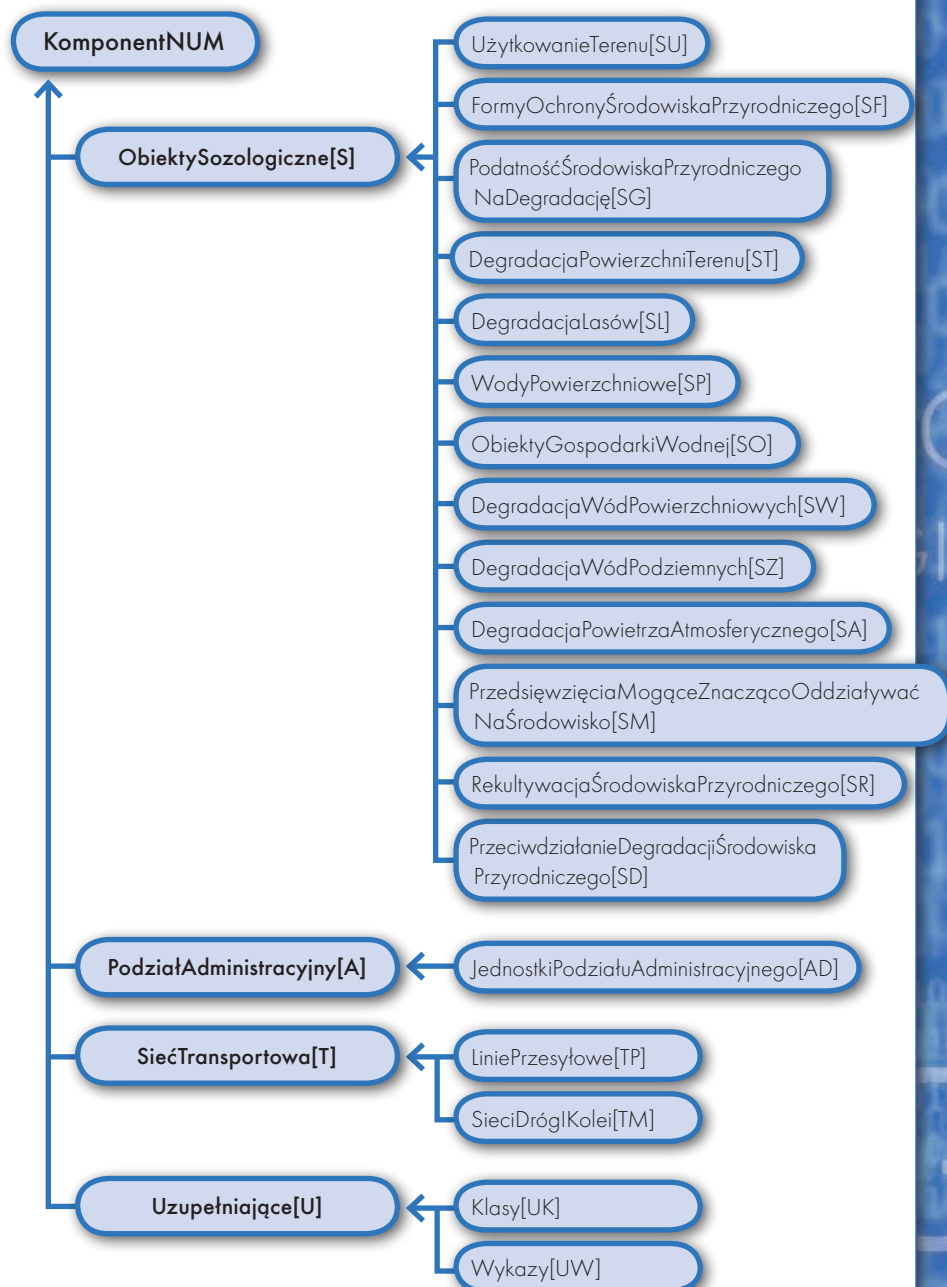 KomponentNUM
ObiektySozologiczne[S]
UżytkowanieTerenu[SU]
FormyOchronyŚrodowiskaPrzyrodniczego[SF]
PodatnośćŚrodowiskaPrzyrodniczego
NaDegradację[SG]
DegradacjaPowierzchniTerenu[ST]
DegradacjaLasów[SL]
WodyPowierzchniowe[SP]
ObiektyGospodarkiWodnej[SO]
DegradacjaWódPowierzchniowych[SW]
DegradacjaWódPodziemnych[SZ]
DegradacjaPowietrzaAtmosferycznego[SA]
PrzedsięwzięciaMogąceZnaczącoOddziaływać
NaŚrodowisko[SM]
RekultywacjaŚrodowiskaPrzyrodniczego[SR]
PrzeciwdziałanieDegradacjiŚrodowiska
Przyrodniczego[SD]
PodziałAdministracyjny[A]
JednostkiPodziałuAdministracyjnego[AD]
SiećTransportowa[T]
LiniePrzesyłowe[TP]
SieciDrógIKolei[TM]
Uzupełniające[U]
Klasy[UK]
Wykazy[UW]